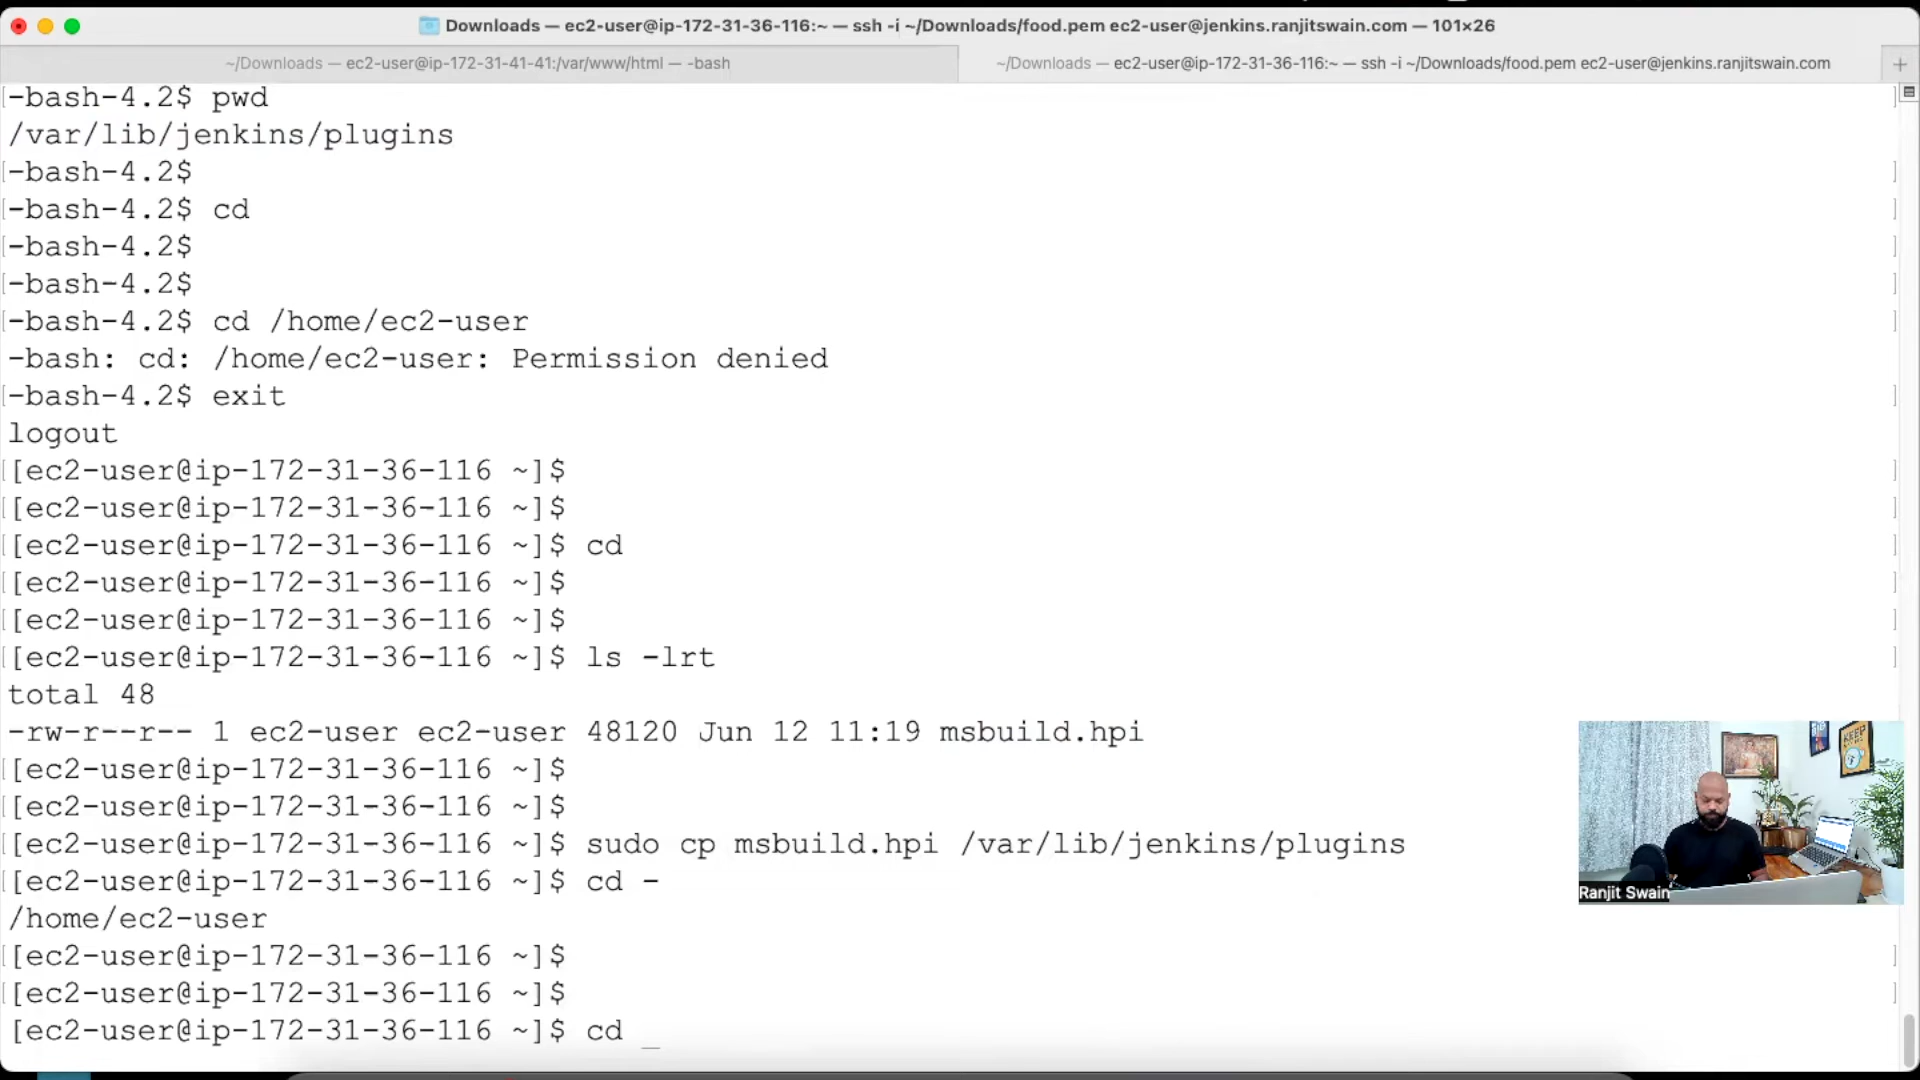 Downloads — ec2-user@ip-172-31-36-116:~ — ssh -i ~/Downloads/food.pem ec2-user@jenkins.ranjitswain.com — 101×26
~/Downloads — ec2-user@ip-172-31-41-41:/var/www/html — -bash
~/Downloads — ec2-user@ip-172-31-36-116:~ — ssh -i ~/Downloads/food.pem ec2-user@jenkins.ranjitswain.com
[-bash-4.2$ pwd
/var/lib/jenkins/plugins
[-bash-4.2$
[-bash-4.2$ cd
[-bash-4.2$
[-bash-4.2$
[-bash-4.2$ cd /home/ec2-user
-bash: cd: /home/ec2-user: Permission denied
[-bash-4.2$ exit
logout
[[ec2-user@ip-172-31-36-116 ~]$
[[ec2-user@ip-172-31-36-116 ~]$
[[ec2-user@ip-172-31-36-116 ~]$ cd
[[ec2-user@ip-172-31-36-116 ~]$
[[ec2-user@ip-172-31-36-116 ~]$
[[ec2-user@ip-172-31-36-116 ~]$ ls -lrt
total 48
-rw-r--r-- 1 ec2-user ec2-user 48120 Jun 12 11:19 msbuild.hpi
[[ec2-user@ip-172-31-36-116 ~]$
[[ec2-user@ip-172-31-36-116 ~]$
[[ec2-user@ip-172-31-36-116 ~]$ sudo cp msbuild.hpi /var/lib/jenkins/plugins
[[ec2-user@ip-172-31-36-116 ~]$ cd -
/home/ec2-user
[[ec2-user@ip-172-31-36-116 ~]$
[[ec2-user@ip-172-31-36-116 ~]$
[ec2-user@ip-172-31-36-116 ~]$ cd _
KEEP
Ranjit Swain